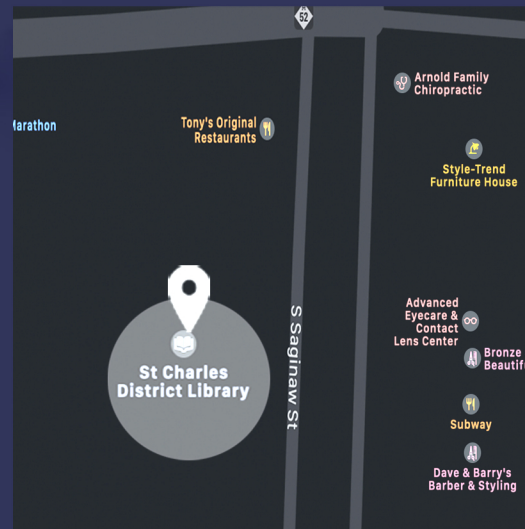 52
Arnold Family
Chiropractic
Marathon
Tony's Original
Restaurants
Style-Trend
Furniture House
Advanced
Eyecare &
Contact
Lens Center
S Saginaw St
Bronze
St Charles
District Library
Subway
Dave & Barry's
Barber & Styling